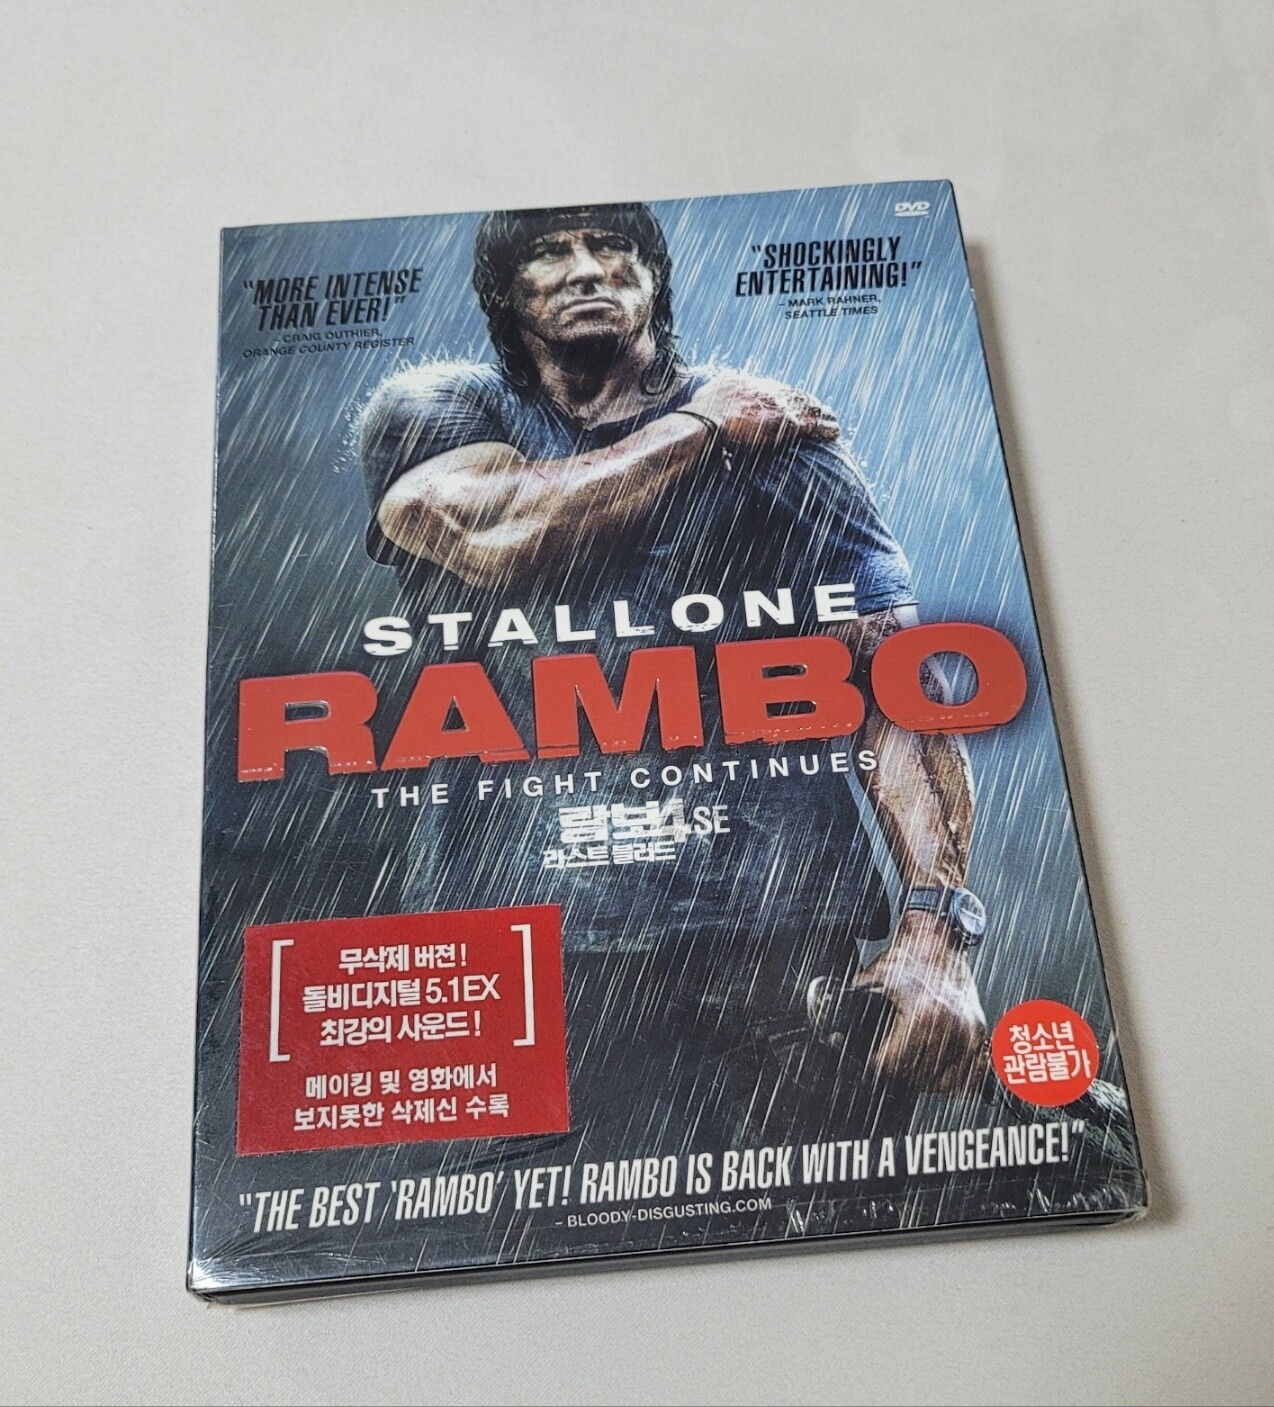 DVD
"MORE INTENSE
THAN EVER!"
– CRAIG OUTHIER,
ORANGE COUNTY REGISTER
"SHOCKINGLY
ENTERTAINING!"
– MARK RAHNER,
SEATTLE TIMES
STALLONE
RAMBO
THE FIGHT CONTINUES
람보4 SE
라스트 블러드
무삭제 버젼!
돌비디지털 5.1EX
최강의 사운드!
메이킹 및 영화에서
보지못한 삭제신 수록
청소년
관람불가
"THE BEST 'RAMBO' YET! RAMBO IS BACK WITH A VENGEANCE!"
– BLOODY-DISGUSTING.COM